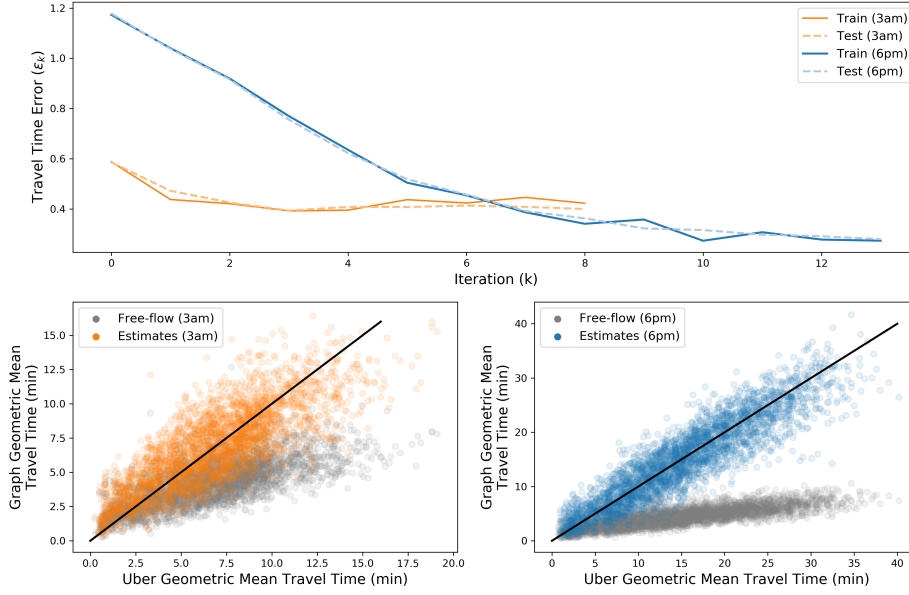 1.2
1.0
0.8
0.6
0.4
Travel Time Error (ε_k)
Train (3am)
Test (3am)
Train (6pm)
Test (6pm)
0 2 4 6 8 10 12
Iteration (k)
Free-flow (3am)
Estimates (3am)
15.0
12.5
10.0
7.5
5.0
2.5
0.0
Graph Geometric Mean
Travel Time (min)
0.0 2.5 5.0 7.5 10.0 12.5 15.0 17.5 20.0
Uber Geometric Mean Travel Time (min)
Free-flow (6pm)
Estimates (6pm)
40
30
20
10
0
Graph Geometric Mean
Travel Time (min)
0 5 10 15 20 25 30 35 40
Uber Geometric Mean Travel Time (min)